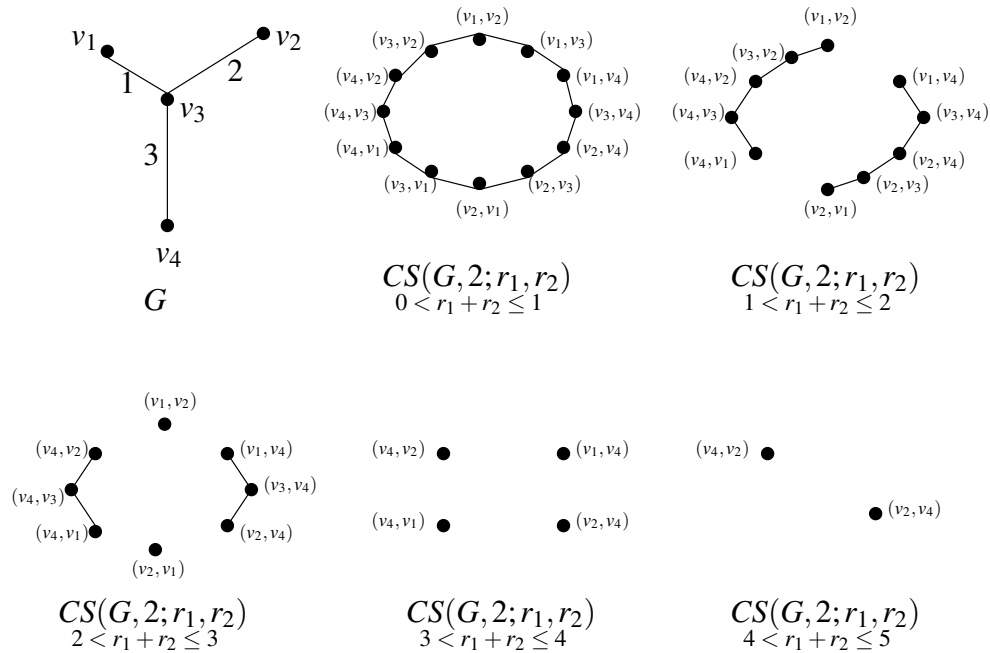 v₁
v₂
1
2
v₃
3
v₄
G
(v₁, v₂)
(v₃, v₂)
(v₁, v₃)
(v₄, v₂)
(v₁, v₄)
(v₄, v₃)
(v₃, v₄)
(v₄, v₁)
(v₂, v₄)
(v₃, v₁)
(v₂, v₃)
(v₂, v₁)
CS(G, 2; r₁, r₂)
0 < r₁ + r₂ ≤ 1
(v₁, v₂)
(v₃, v₂)
(v₄, v₂)
(v₁, v₄)
(v₄, v₃)
(v₃, v₄)
(v₄, v₁)
(v₂, v₄)
(v₂, v₃)
(v₂, v₁)
CS(G, 2; r₁, r₂)
1 < r₁ + r₂ ≤ 2
(v₁, v₂)
(v₄, v₂)
(v₁, v₄)
(v₄, v₃)
(v₃, v₄)
(v₄, v₁)
(v₂, v₄)
(v₂, v₁)
CS(G, 2; r₁, r₂)
2 < r₁ + r₂ ≤ 3
(v₄, v₂)
(v₁, v₄)
(v₄, v₁)
(v₂, v₄)
CS(G, 2; r₁, r₂)
3 < r₁ + r₂ ≤ 4
(v₄, v₂)
(v₂, v₄)
CS(G, 2; r₁, r₂)
4 < r₁ + r₂ ≤ 5